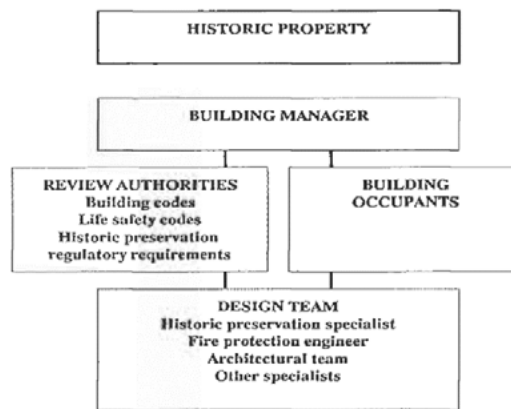 HISTORIC PROPERTY
BUILDING MANAGER
REVIEW AUTHORITIES
Building codes
Life safety codes
Historic preservation
regulatory requirements
BUILDING
OCCUPANTS
DESIGN TEAM
Historic preservation specialist
Fire protection engineer
Architectural team
Other specialists